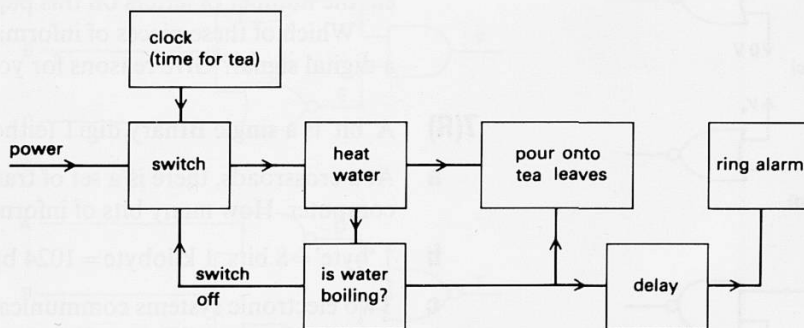 clock
(time for tea)
power
switch
heat
water
pour onto
tea leaves
ring alarm
switch
off
is water
boiling?
delay